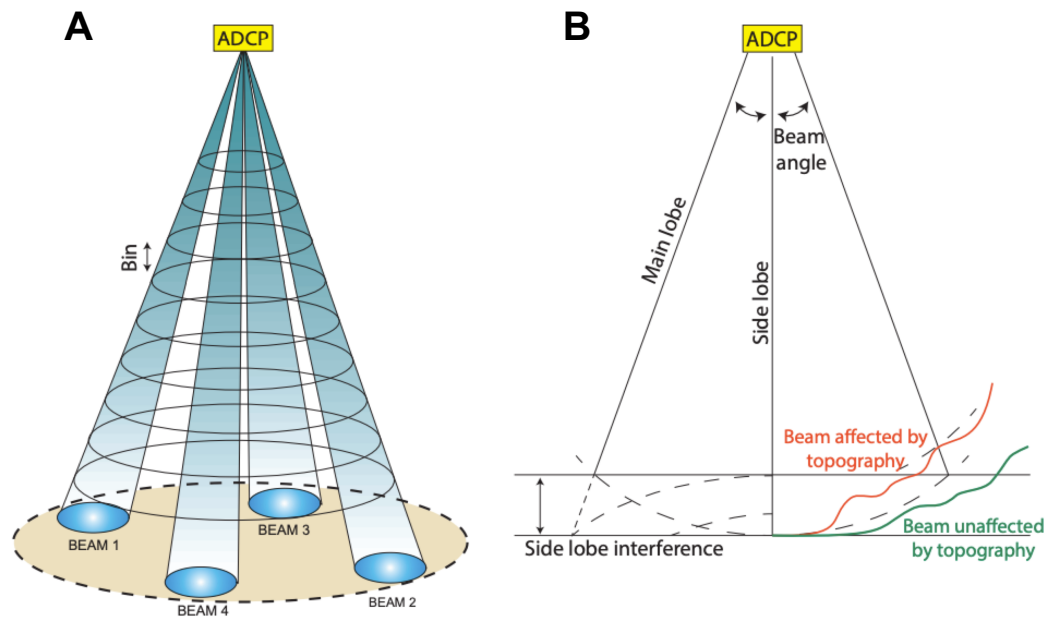 A
ADCP
Bin
BEAM 1
BEAM 3
BEAM 4
BEAM 2
B
ADCP
Beam
angle
Main lobe
Side lobe
Beam affected by
topography
Side lobe interference
Beam unaffected
by topography